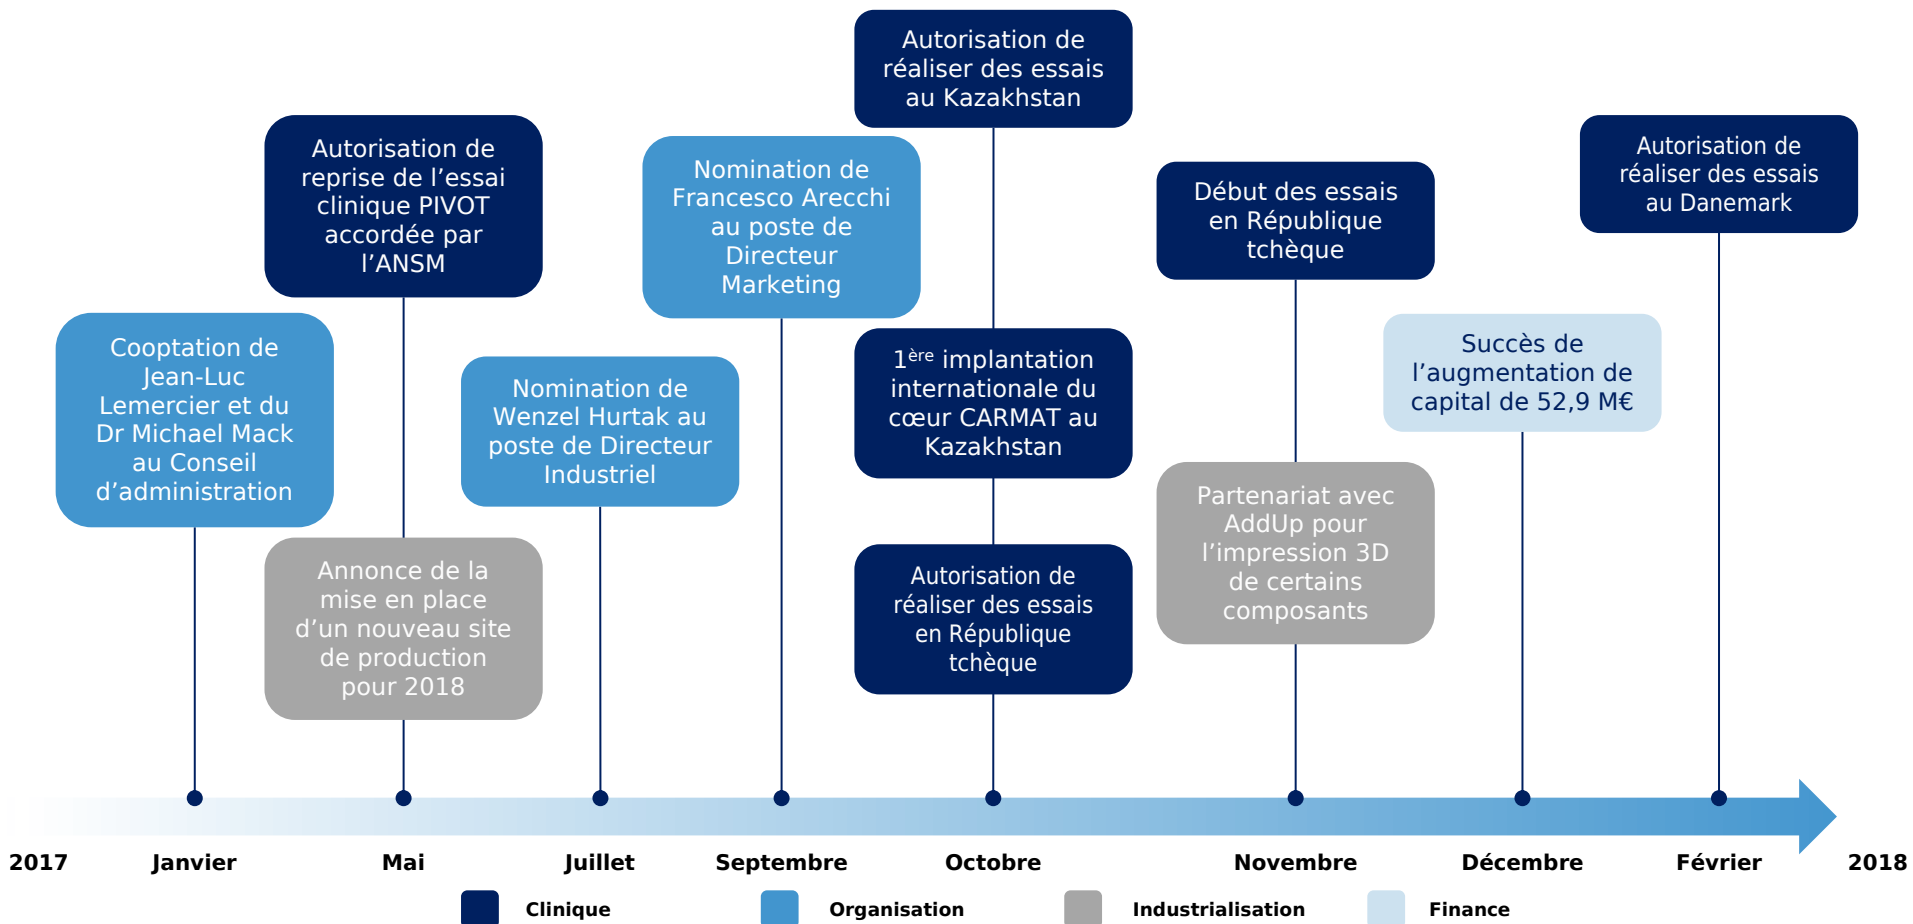 Cooptation de
Jean-Luc
Lemercier et du
Dr Michael Mack
au Conseil
d’administration
Autorisation de
reprise de l’essai
clinique PIVOT
accordée par
l’ANSM
Annonce de la
mise en place
d’un nouveau site
de production
pour 2018
Nomination de
Wenzel Hurtak au
poste de Directeur
Industriel
Nomination de
Francesco Arecchi
au poste de
Directeur
Marketing
Autorisation de
réaliser des essais
au Kazakhstan
1ère implantation
internationale du
cœur CARMAT au
Kazakhstan
Autorisation de
réaliser des essais
en République
tchèque
Début des essais
en République
tchèque
Partenariat avec
AddUp pour
l’impression 3D
de certains
composants
Succès de
l’augmentation de
capital de 52,9 M€
Autorisation de
réaliser des essais
au Danemark
2017 Janvier Mai Juillet Septembre Octobre Novembre Décembre Février 2018
Clinique Organisation Industrialisation Finance